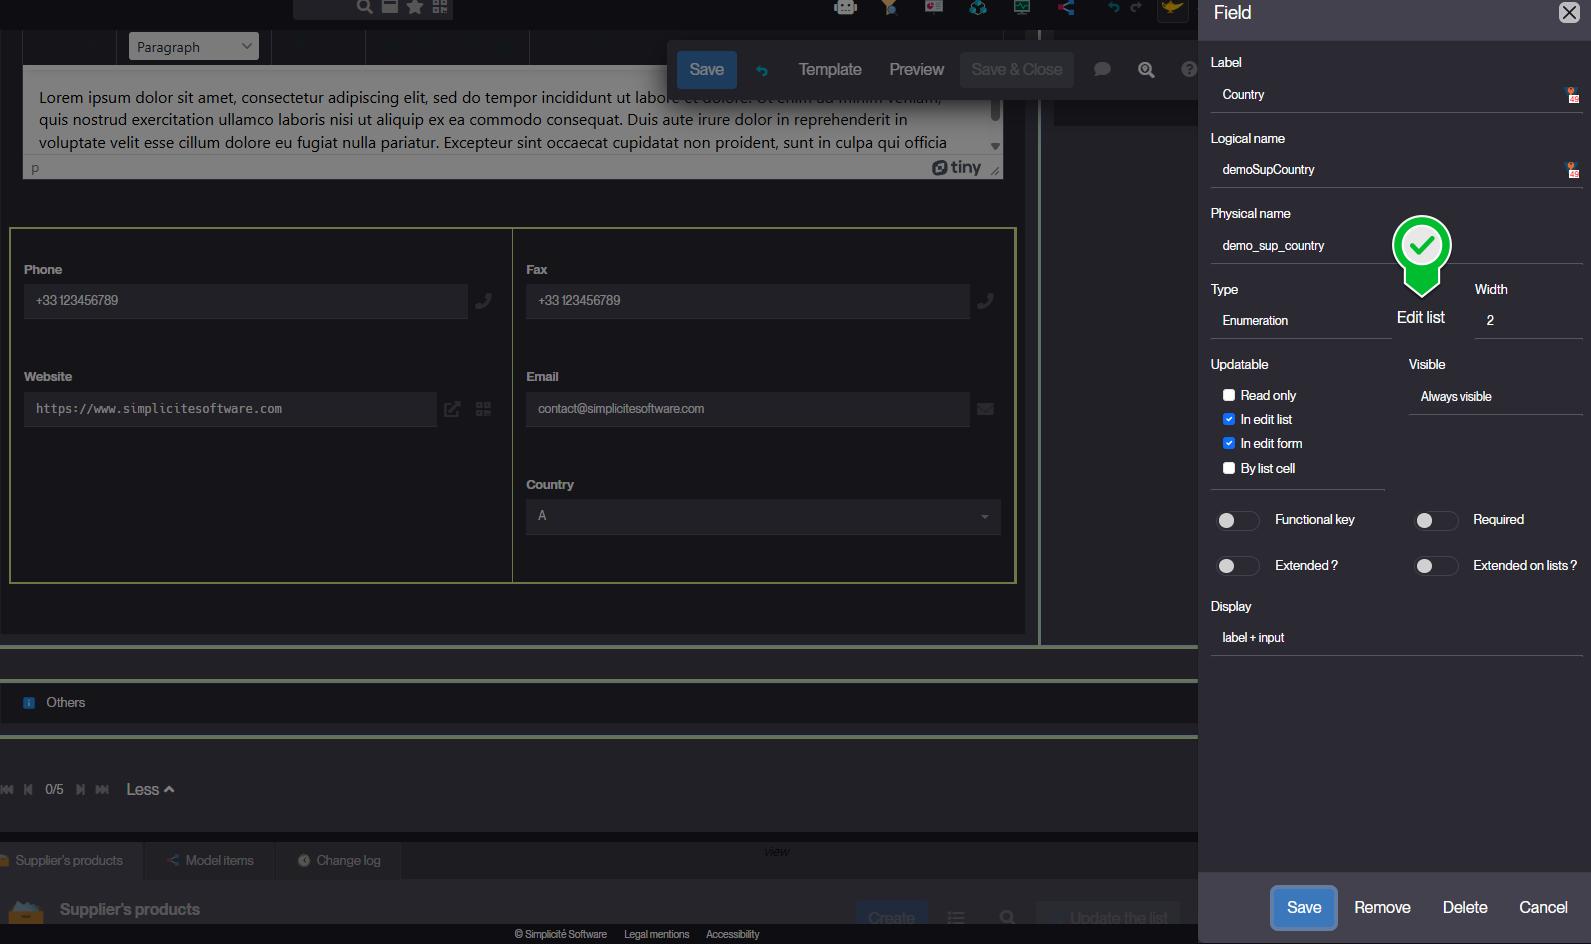 Paragraph
Save
Template
Preview
Save & Close
Lorem ipsum dolor sit amet, consectetur adipiscing elit, sed do tempor incididunt ut labore et dolore. Ut enim ad minim veniam,
quis nostrud exercitation ullamco laboris nisi ut aliquip ex ea commodo consequat. Duis aute irure dolor in reprehenderit in
voluptate velit esse cillum dolore eu fugiat nulla pariatur. Excepteur sint occaecat cupidatat non proident, sunt in culpa qui officia
p
tiny
Phone
+33 123456789
Fax
+33 123456789
Website
https://www.simplicitesoftware.com
Email
contact@simplicitesoftware.com
Country
A
Others
0/5
Less
Supplier's products
Model items
Change log
view
Supplier's products
Create
Update the list
© Simplicité Software
Legal mentions
Accessibility
Field
Label
Country
Logical name
demoSupCountry
Physical name
demo_sup_country
Type
Enumeration
Edit list
Width
2
Updatable
Read only
In edit list
In edit form
By list cell
Visible
Always visible
Functional key
Required
Extended ?
Extended on lists ?
Display
label + input
Save
Remove
Delete
Cancel